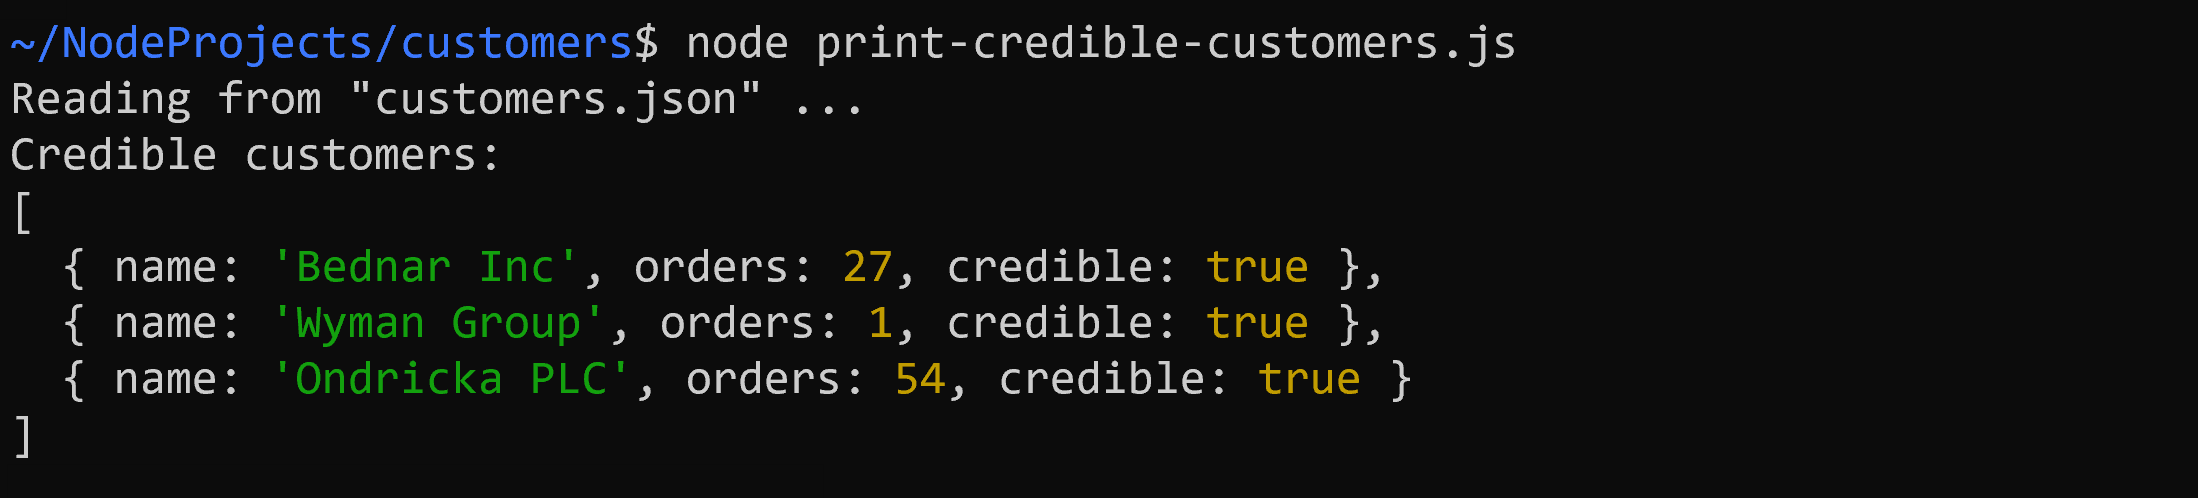 ~/NodeProjects/customers$ node print-credible-customers.js
Reading from "customers.json" ...
Credible customers:
[
  { name: 'Bednar Inc', orders: 27, credible: true },
  { name: 'Wyman Group', orders: 1, credible: true },
  { name: 'Ondricka PLC', orders: 54, credible: true }
]